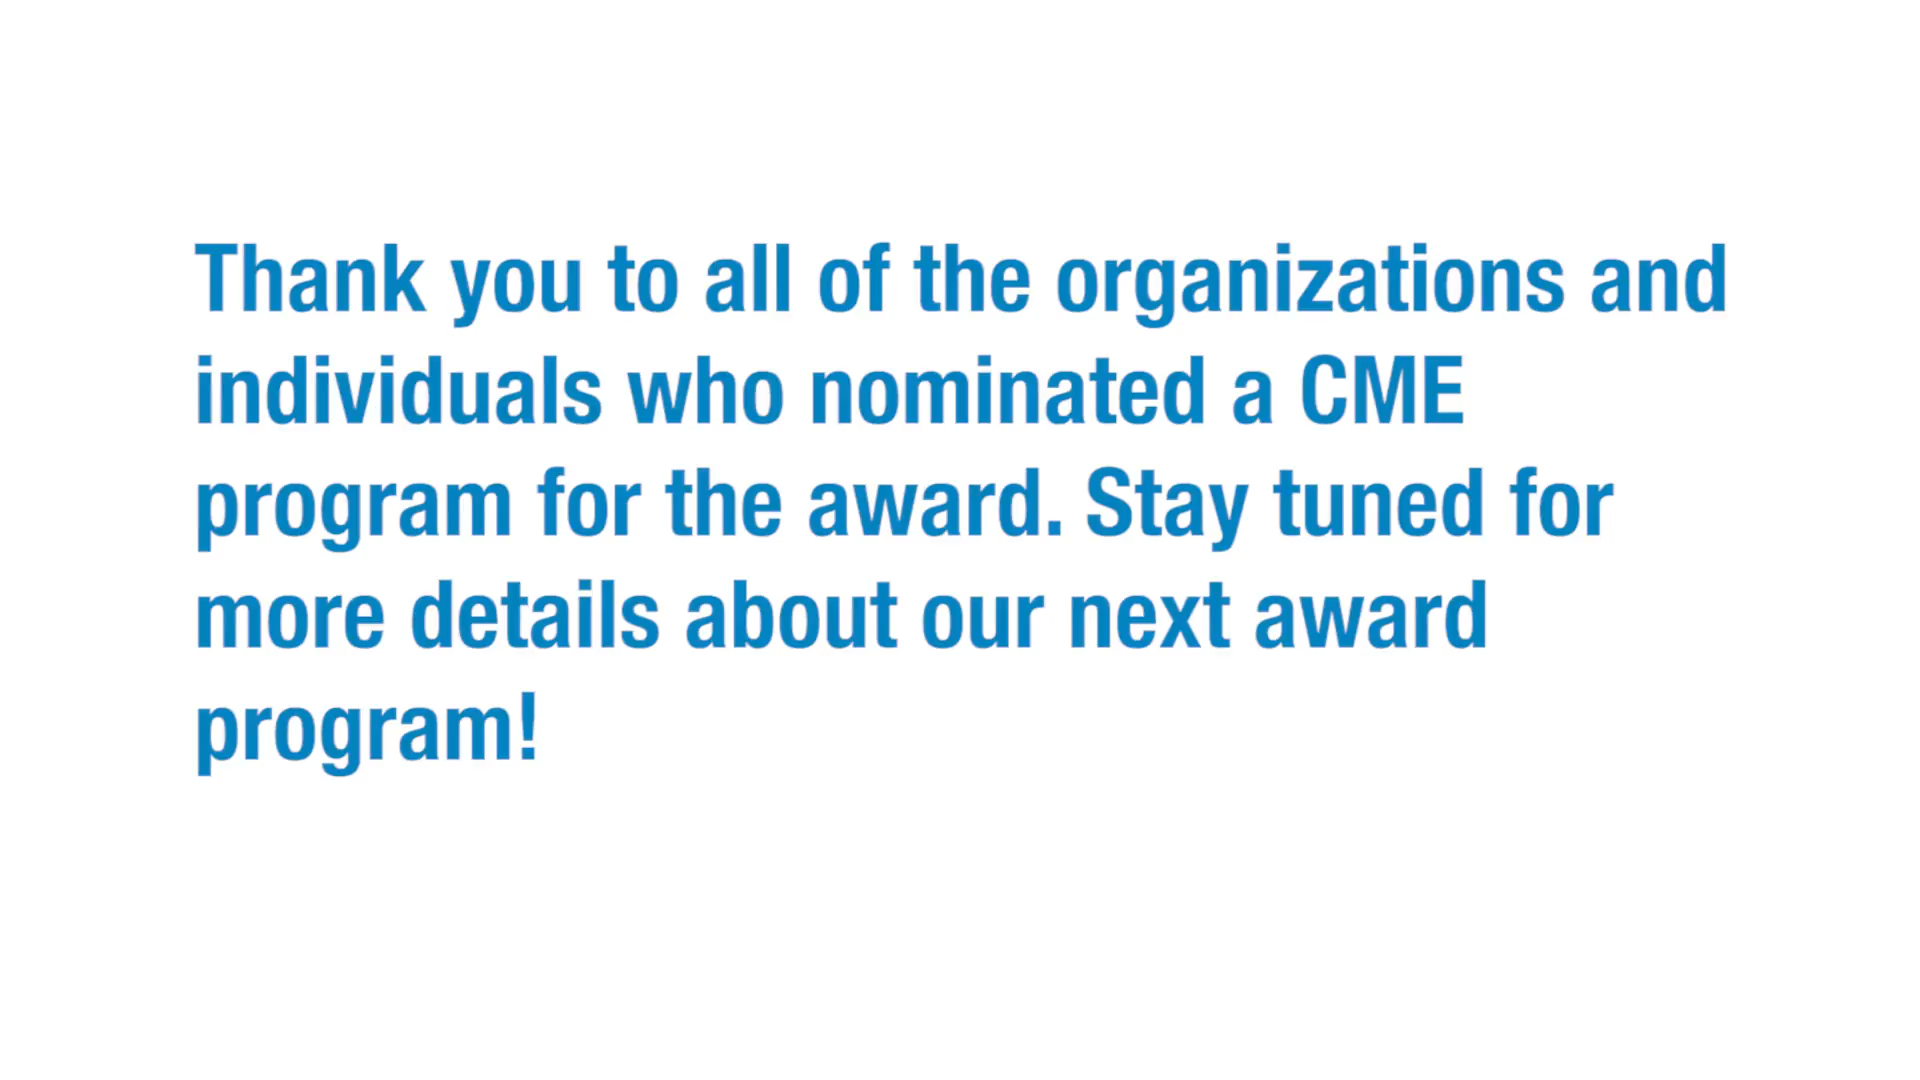 Thank you to all of the organizations and
individuals who nominated a CME
program for the award. Stay tuned for
more details about our next award
program!